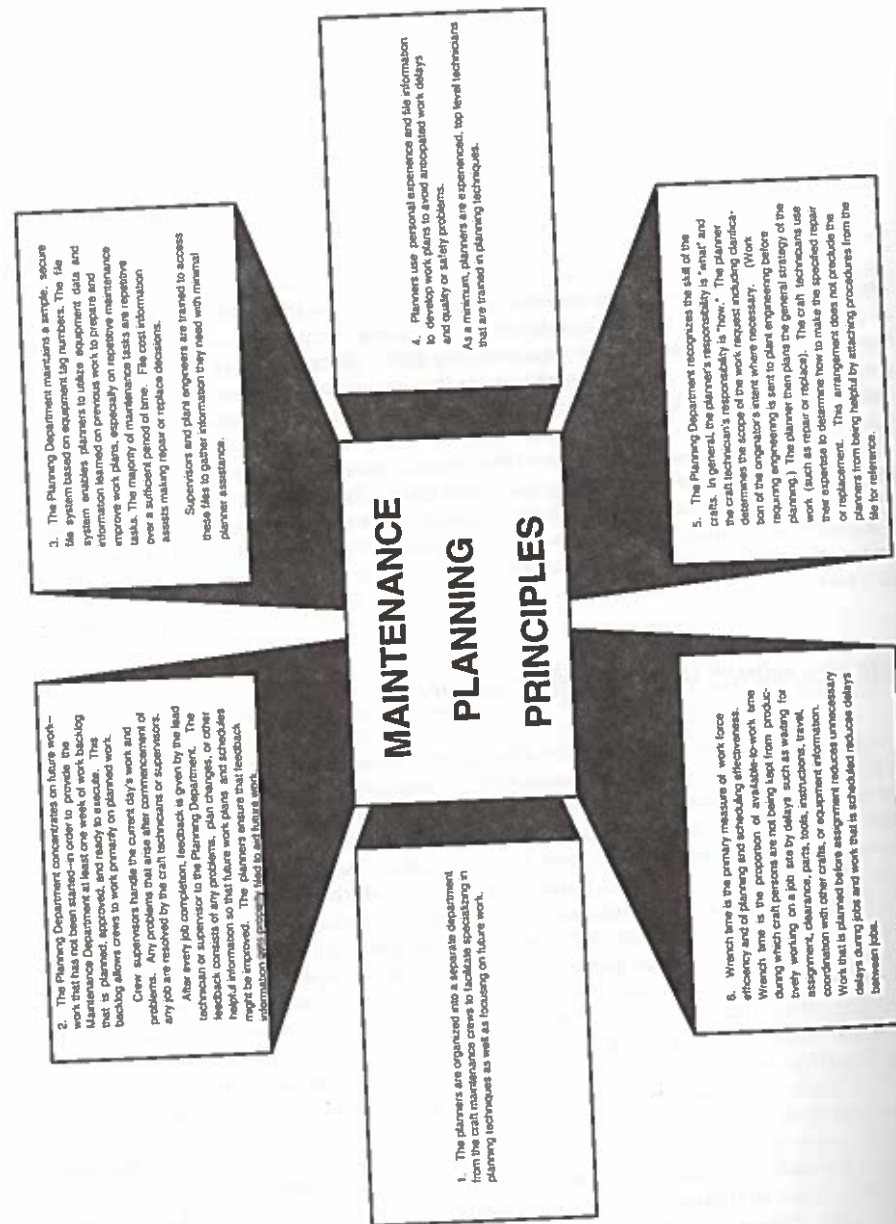 MAINTENANCE
PLANNING
PRINCIPLES
1. The planners are organized into a separate department
from the craft maintenance crews to facilitate specializing in
planning techniques as well as focusing on future work.
2. The Planning Department concentrates on future work--
work that has not been started--in order to provide the
Maintenance Department at least one week of work backlog
that is planned, approved, and ready to execute. This
backlog allows crews to work primarily on planned work.
Crew supervisors handle the current day's work and
problems. Any problems that arise after commencement of
any job are resolved by the craft technicians or supervisors.
After every job completion, feedback is given by the lead
technician or supervisor to the Planning Department. The
feedback consists of any problems, plan changes, or other
helpful information so that future work plans and schedules
might be improved. The planners ensure that feedback
information gets properly filed to aid future work.
3. The Planning Department maintains a simple, secure
file system based on equipment tag numbers. The file
system enables planners to utilize equipment data and
information learned on previous work to prepare and
improve work plans, especially on repetitive maintenance
tasks. The majority of maintenance tasks are repetitive
over a sufficient period of time. File cost information
assists making repair or replace decisions.
Supervisors and plant engineers are trained to access
these files to gather information they need with minimal
planner assistance.
4. Planners use personal experience and file information
to develop work plans to avoid anticipated work delays
and quality or safety problems.
As a minimum, planners are experienced, top level technicians
that are trained in planning techniques.
5. The Planning Department recognizes the skill of the
crafts. In general, the planner's responsibility is "what" and
the craft technician's responsibility is "how." The planner
determines the scope of the work request including clarifica-
tion of the originator's intent where necessary. (Work
requiring engineering is sent to plant engineering before
planning.) The planner then plans the general strategy of the
work (such as repair or replace). The craft technicians use
their expertise to determine how to make the specified repair
or replacement. This arrangement does not preclude the
planners from being helpful by attaching procedures from the
file for reference.
6. Wrench time is the primary measure of work force
efficiency and of planning and scheduling effectiveness.
Wrench time is the proporion of available-to-work time
during which craft persons are not being kept from produc-
tively working on a job site by delays such as waiting for
assignment, clearance, parts, tools, instructions, travel,
coordination with other crafts, or equipment information.
Work that is planned before assignment reduces unnecessary
delays during jobs and work that is scheduled reduces delays
between jobs.